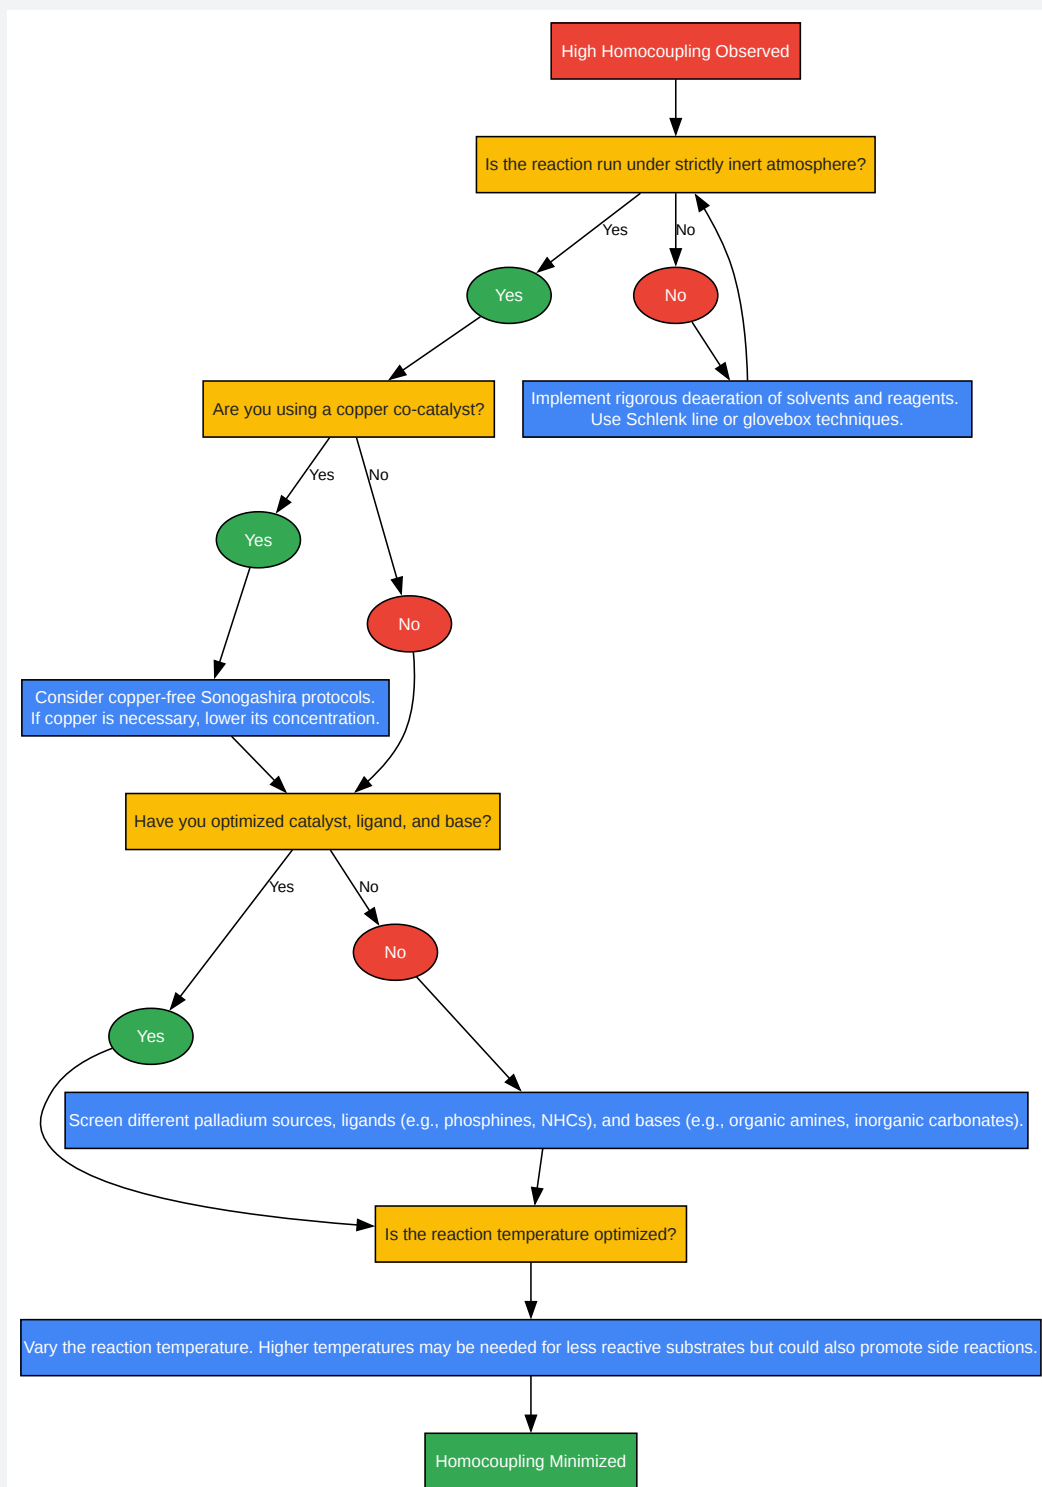 High Homocoupling Observed
Is the reaction run under strictly inert atmosphere?
Yes
No
Yes
No
Are you using a copper co-catalyst?
Implement rigorous deaeration of solvents and reagents.
Use Schlenk line or glovebox techniques.
Yes
No
Yes
No
Consider copper-free Sonogashira protocols.
If copper is necessary, lower its concentration.
Have you optimized catalyst, ligand, and base?
Yes
No
No
Yes
Screen different palladium sources, ligands (e.g., phosphines, NHCs), and bases (e.g., organic amines, inorganic carbonates).
Is the reaction temperature optimized?
Vary the reaction temperature. Higher temperatures may be needed for less reactive substrates but could also promote side reactions.
Homocoupling Minimized